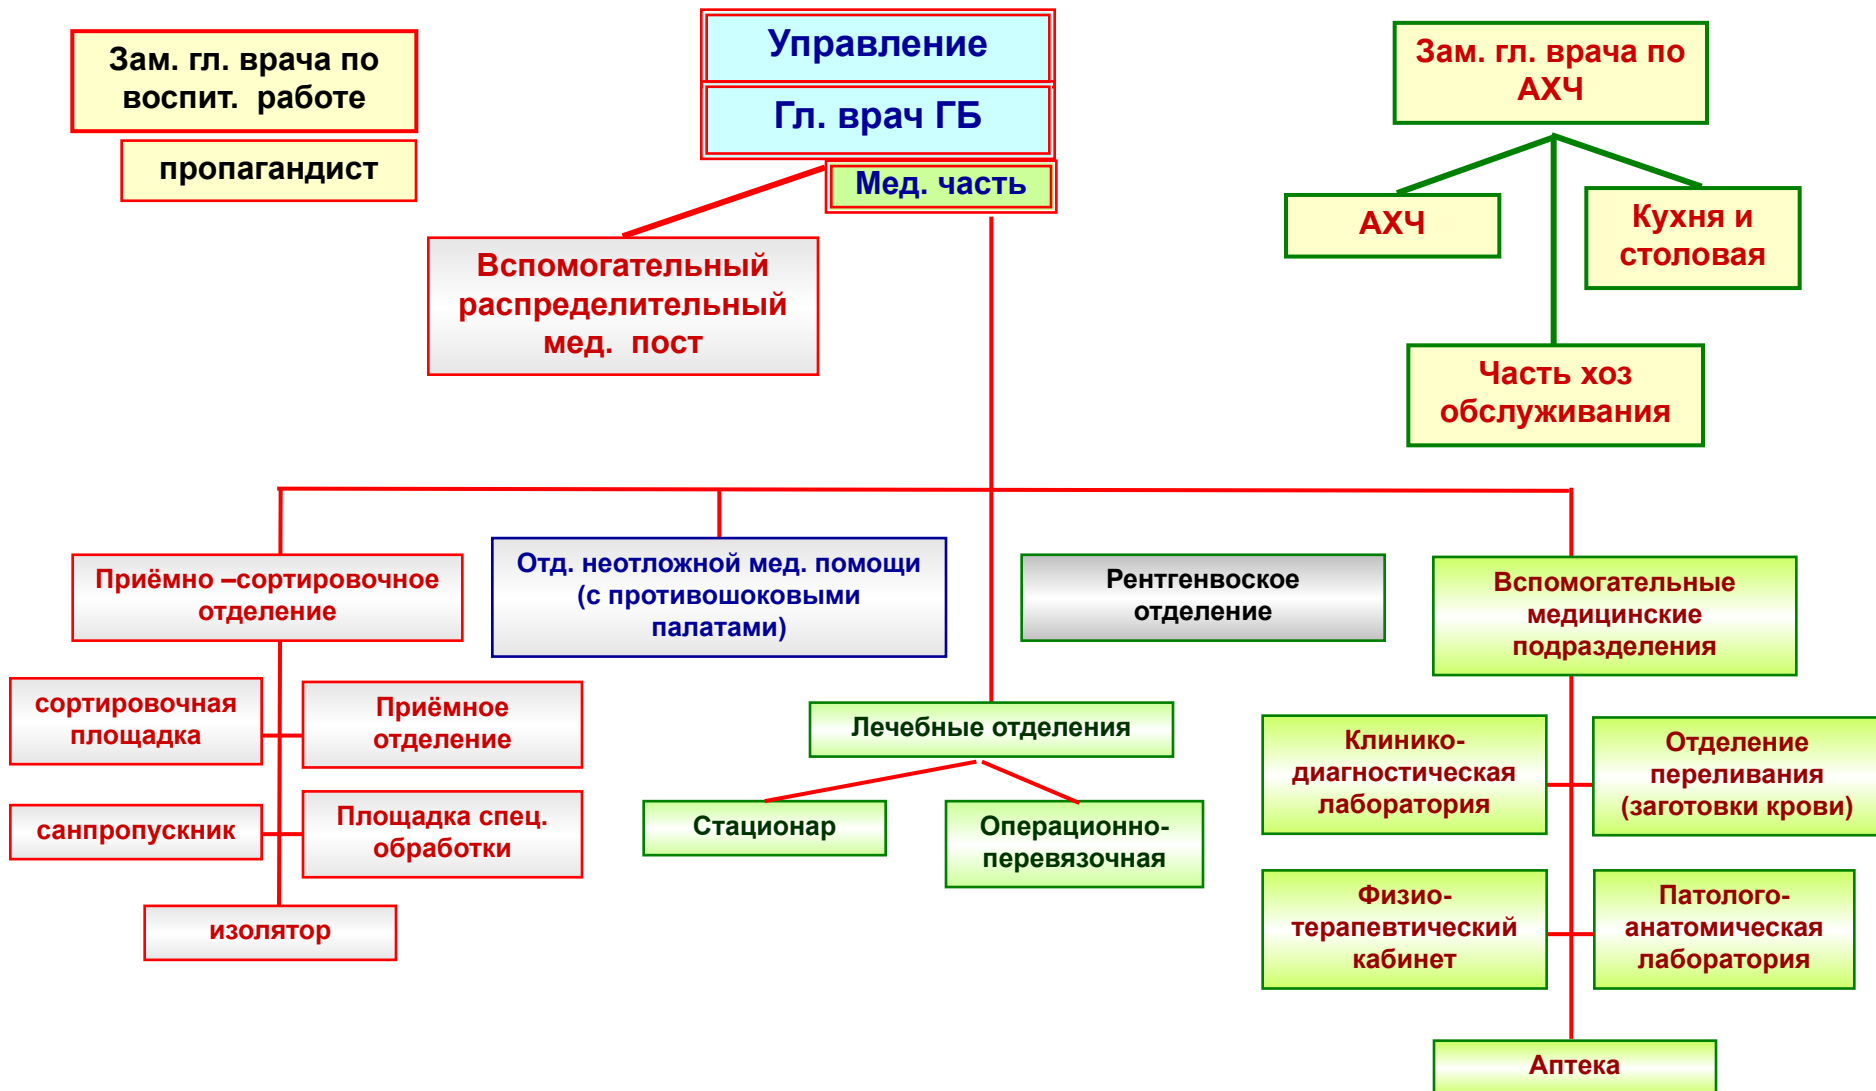 Зам. гл. врача по
воспит. работе
пропагандист
Управление
Гл. врач ГБ
Мед. часть
Зам. гл. врача по
АХЧ
АХЧ
Кухня и
столовая
Часть хоз
обслуживания
Вспомогательный
распределительный
мед. пост
Приёмно –сортировочное
отделение
Отд. неотложной мед. помощи
(с противошоковыми
палатами)
Рентгенвоское
отделение
Вспомогательные
медицинские
подразделения
сортировочная
площадка
Приёмное
отделение
санпропускник
Площадка спец.
обработки
изолятор
Лечебные отделения
Стационар
Операционно-
перевязочная
Клинико-
диагностическая
лаборатория
Отделение
переливания
(заготовки крови)
Физио-
терапевтический
кабинет
Патолого-
анатомическая
лаборатория
Аптека